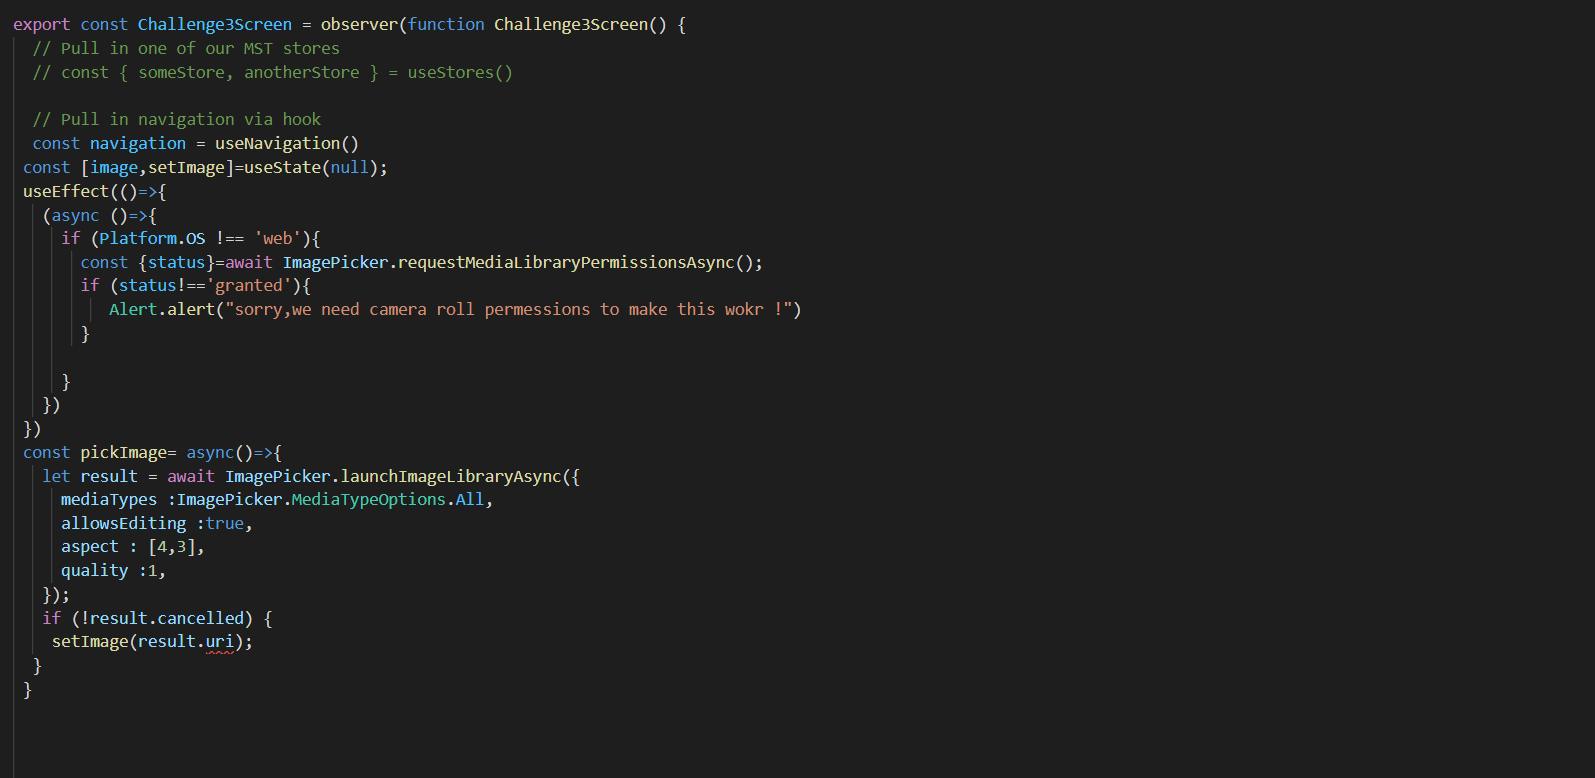 export const Challenge3Screen = observer(function Challenge3Screen() {
// Pull in one of our MST stores
// const { someStore, anotherStore } = useStores()
// Pull in navigation via hook
const navigation = useNavigation()
const [image,setImage]=useState(null);
useEffect(()=>{
(async ()=>{
if (Platform.OS !== 'web'){
const {status}=await ImagePicker.requestMediaLibraryPermissionsAsync();
if (status!=='granted'){
Alert.alert("sorry,we need camera roll permessions to make this wokr !")
}
}
})
})
const pickImage= async()=>{
let result = await ImagePicker.launchImageLibraryAsync({
mediaTypes :ImagePicker.MediaTypeOptions.All,
allowsEditing :true,
aspect : [4,3],
quality :1,
});
if (!result.cancelled) {
setImage(result.uri);
}
}